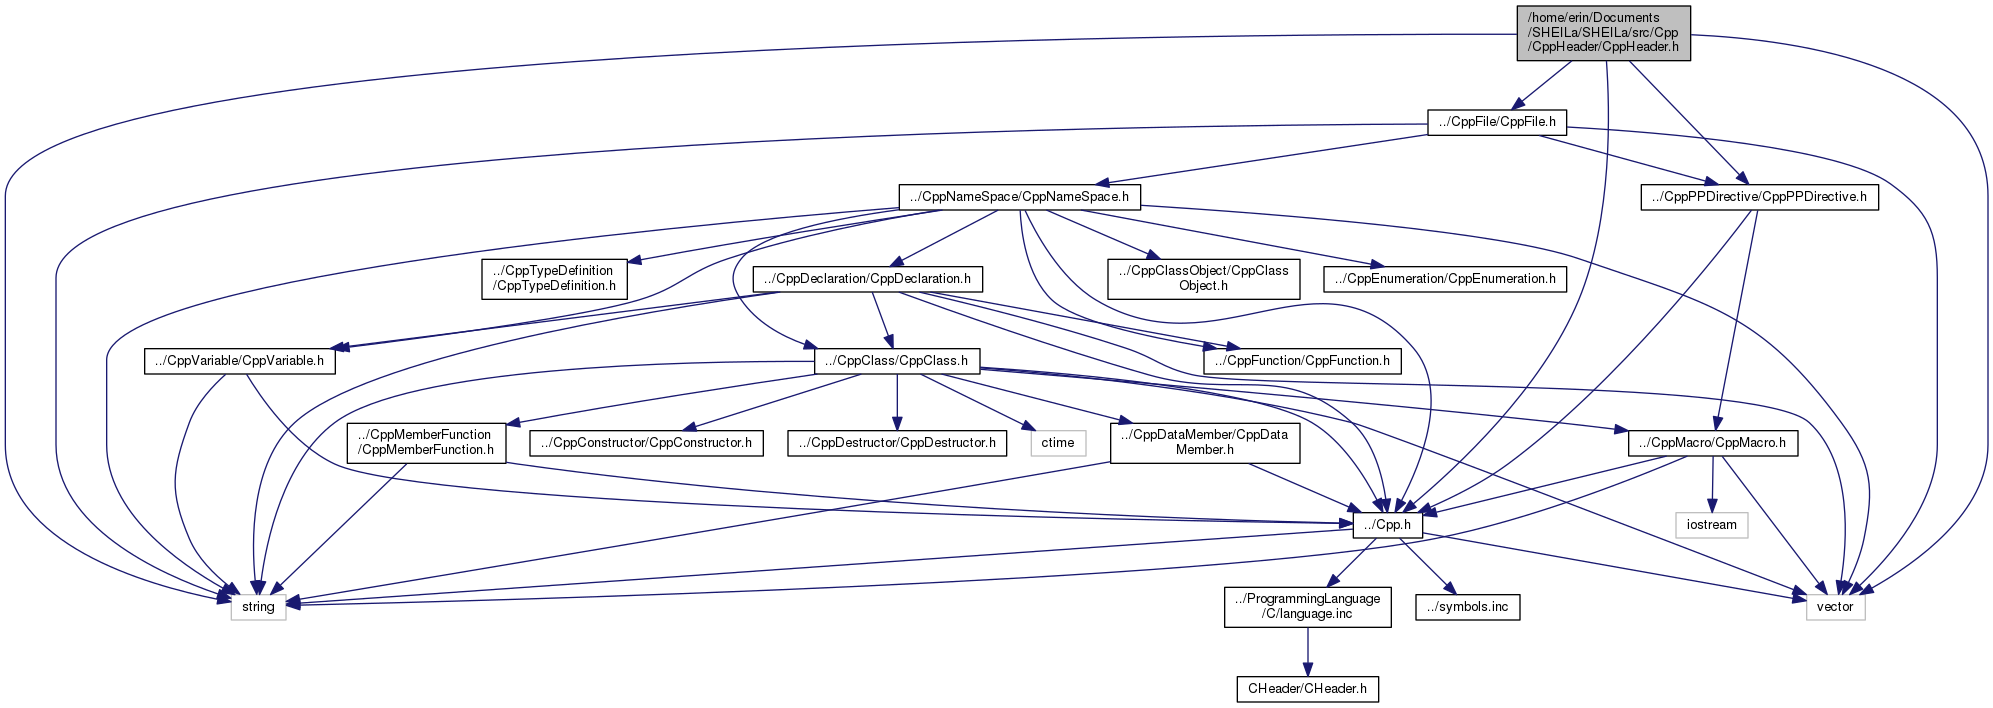 /home/erin/Documents
/SHEILa/SHEILa/src/Cpp
/CppHeader/CppHeader.h
../CppFile/CppFile.h
../CppNameSpace/CppNameSpace.h
../CppPPDirective/CppPPDirective.h
../CppTypeDefinition
/CppTypeDefinition.h
../CppDeclaration/CppDeclaration.h
../CppClassObject/CppClass
Object.h
../CppEnumeration/CppEnumeration.h
../CppVariable/CppVariable.h
../CppClass/CppClass.h
../CppFunction/CppFunction.h
../CppMemberFunction
/CppMemberFunction.h
../CppConstructor/CppConstructor.h
../CppDestructor/CppDestructor.h
ctime
../CppDataMember/CppData
Member.h
../CppMacro/CppMacro.h
../Cpp.h
iostream
string
../ProgrammingLanguage
/C/language.inc
../symbols.inc
vector
CHeader/CHeader.h